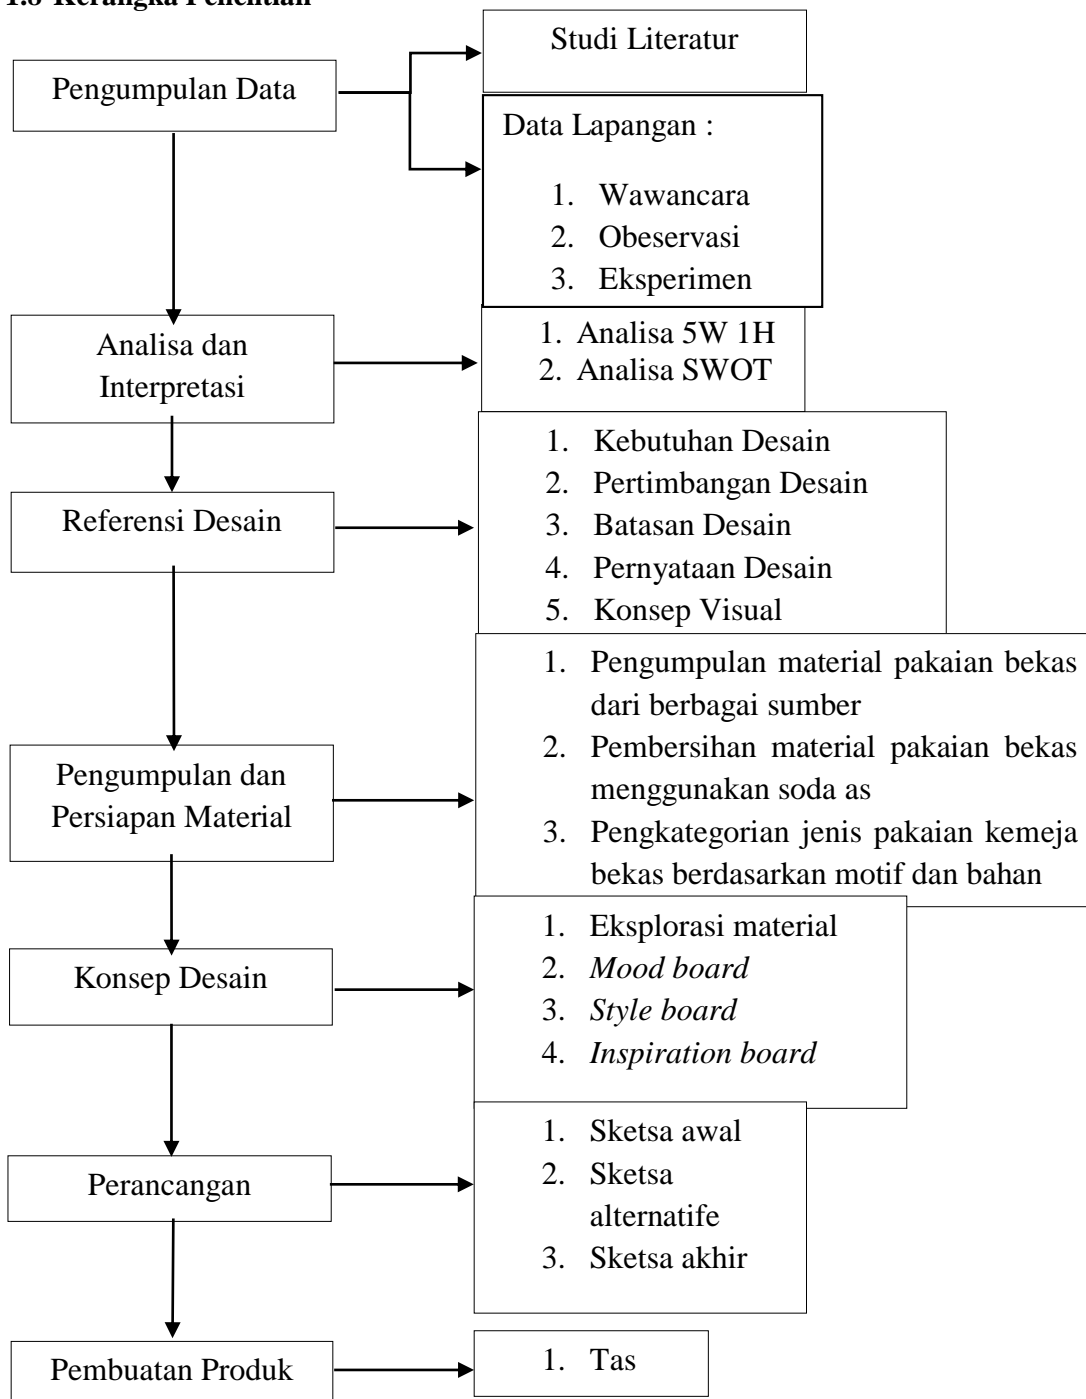 1.8 Kerangka Penelitian
Studi Literatur
Pengumpulan Data
Data Lapangan :
1. Wawancara
2. Obeservasi
3. Eksperimen
Analisa dan
Interpretasi
1. Analisa 5W 1H
2. Analisa SWOT
Referensi Desain
1. Kebutuhan Desain
2. Pertimbangan Desain
3. Batasan Desain
4. Pernyataan Desain
5. Konsep Visual
Pengumpulan dan
Persiapan Material
1. Pengumpulan material pakaian bekas
dari berbagai sumber
2. Pembersihan material pakaian bekas
menggunakan soda as
3. Pengkategorian jenis pakaian kemeja
bekas berdasarkan motif dan bahan
Konsep Desain
1. Eksplorasi material
2. Mood board
3. Style board
4. Inspiration board
Perancangan
1. Sketsa awal
2. Sketsa
alternatife
3. Sketsa akhir
Pembuatan Produk
1. Tas